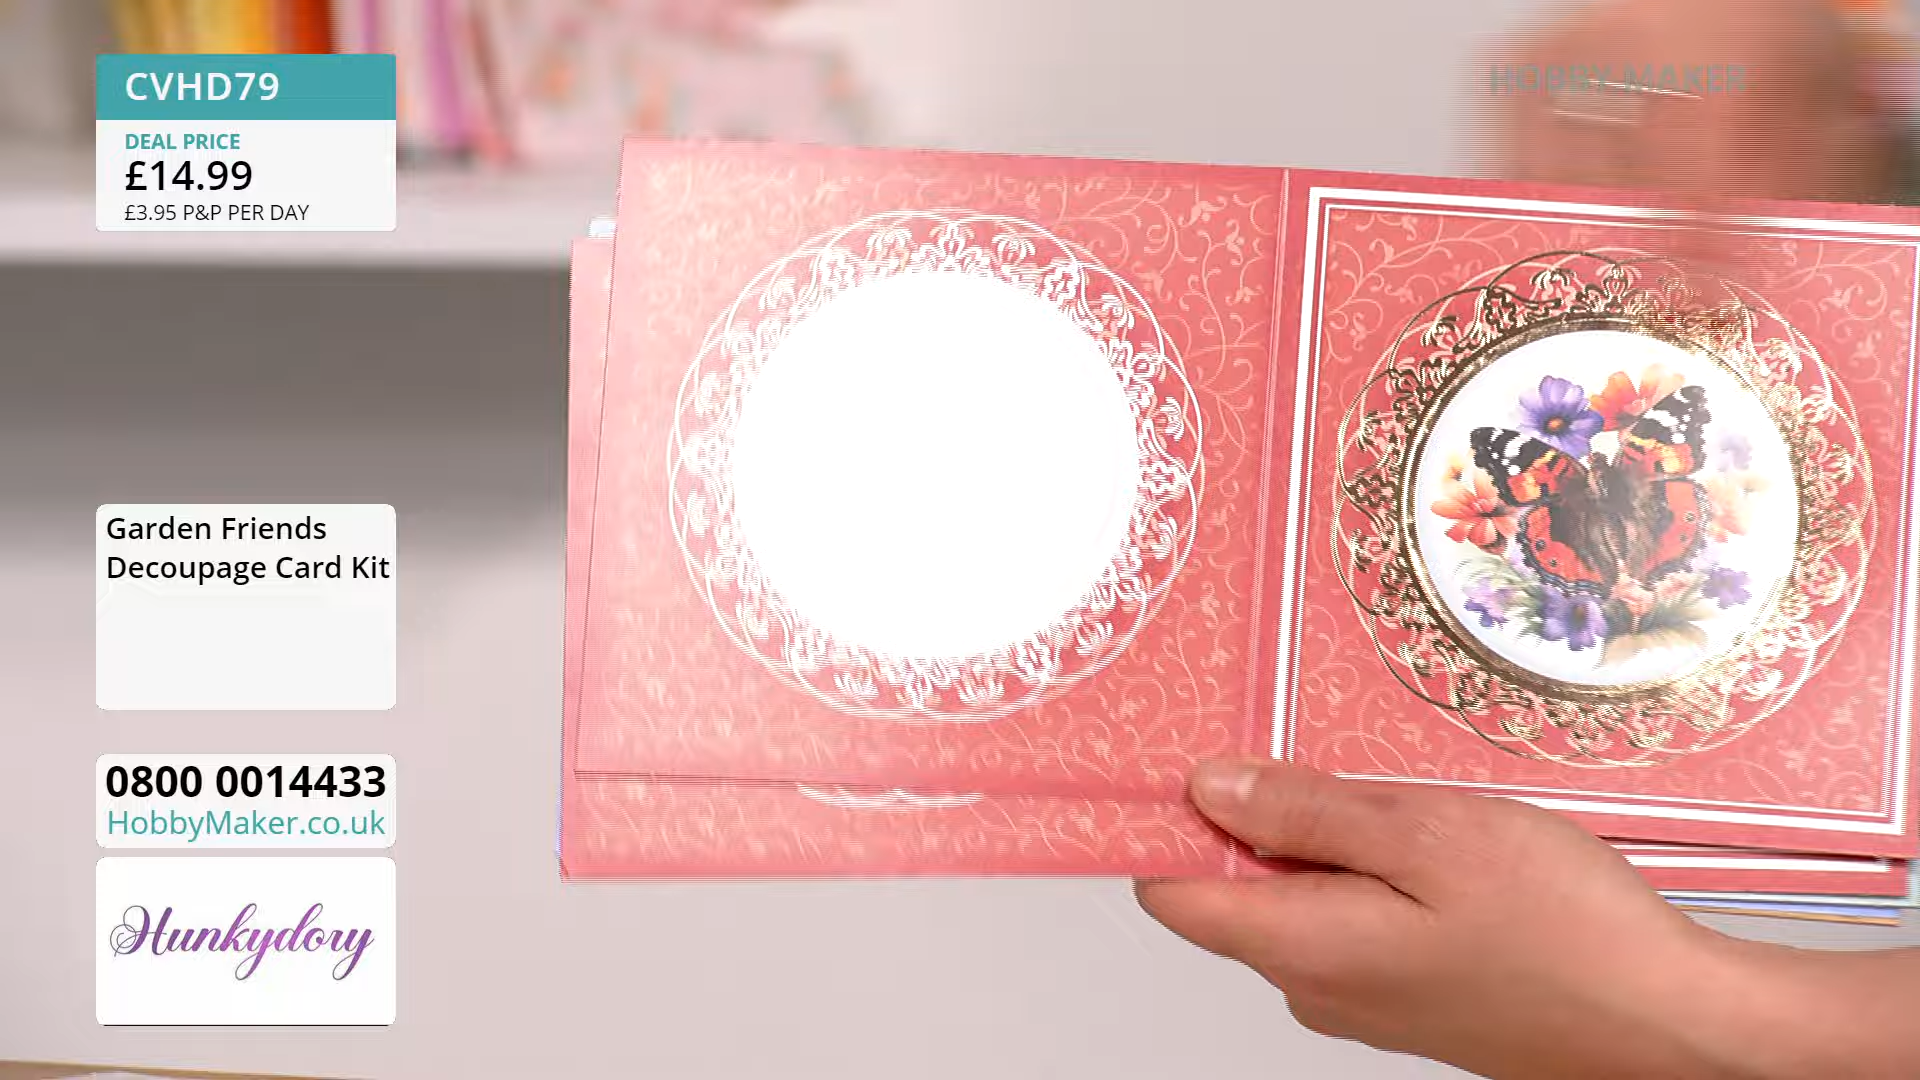 CVHD79
DEAL PRICE
£14.99
£3.95 P&P PER DAY
HOBBY MAKER
Garden Friends
Decoupage Card Kit
0800 0014433
HobbyMaker.co.uk
Hunkydory